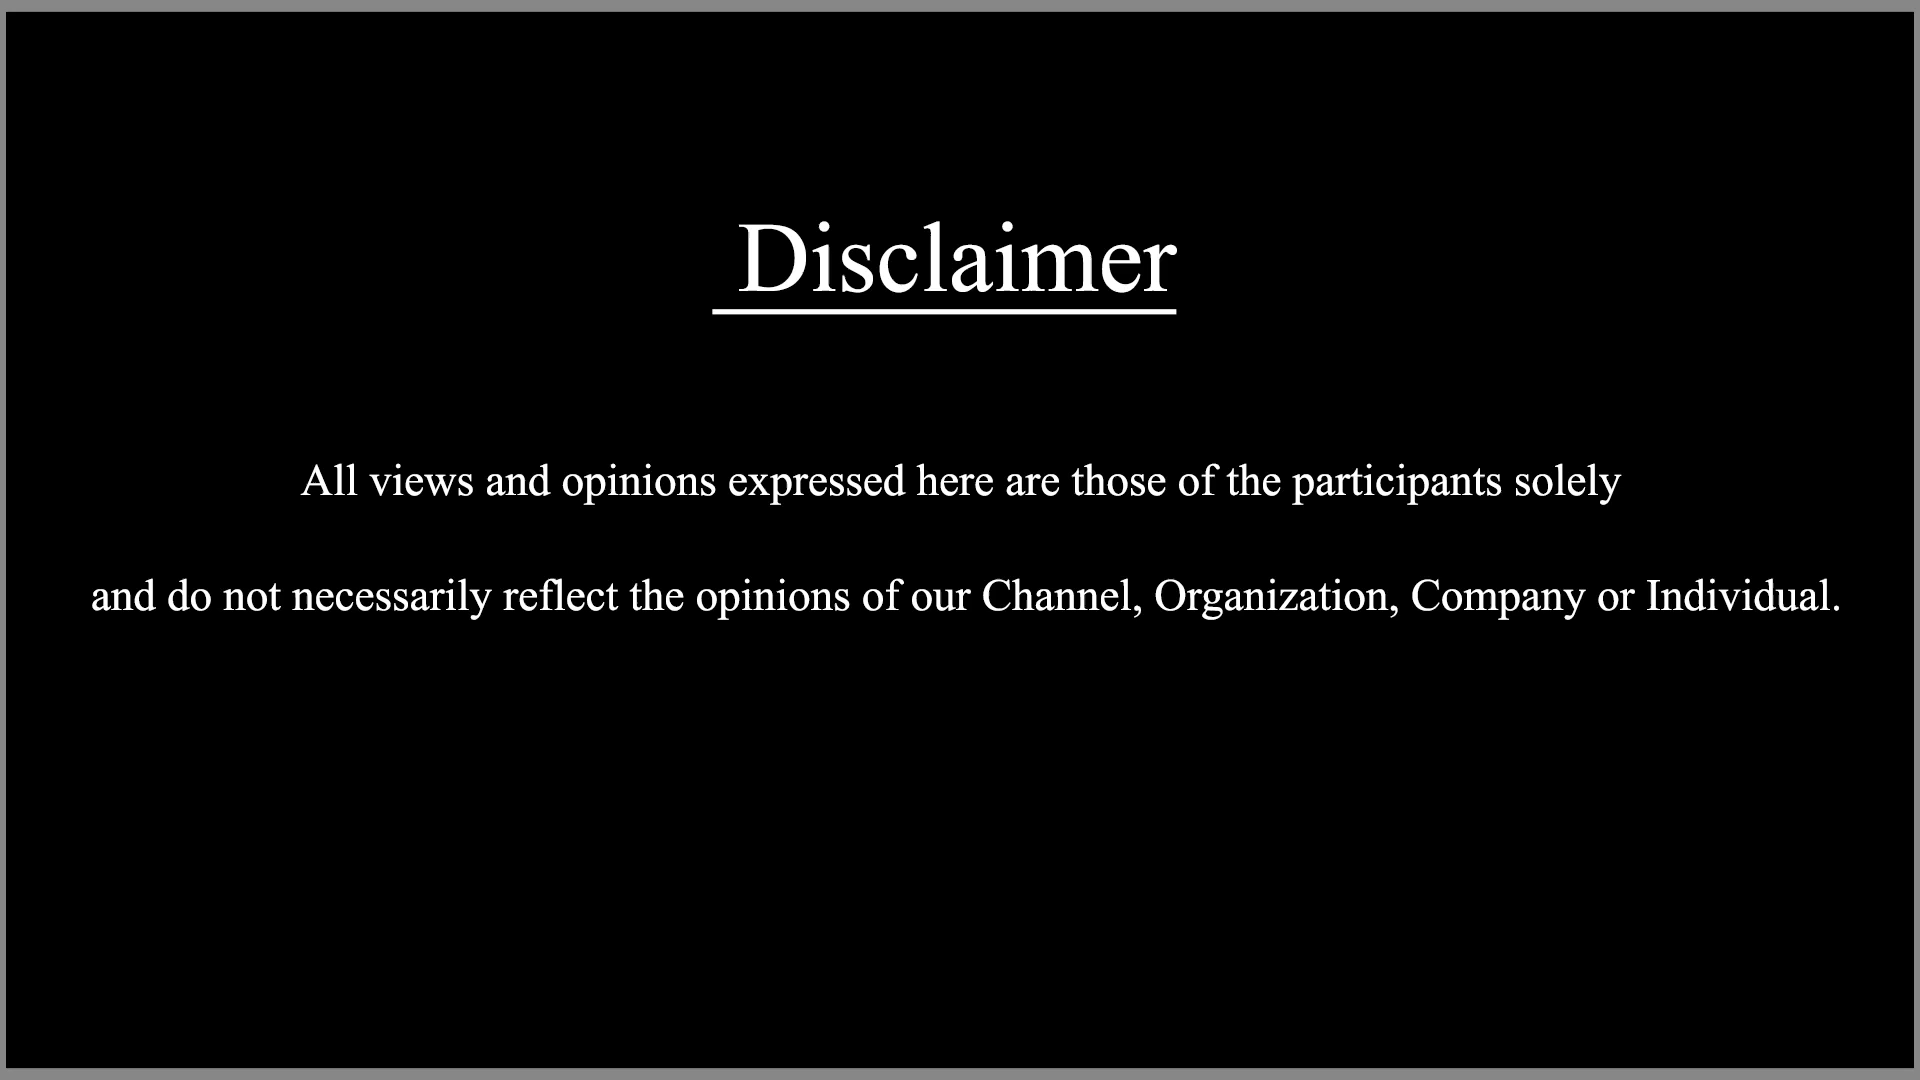 Disclaimer
All views and opinions expressed here are those of the participants solely
and do not necessarily reflect the opinions of our Channel, Organization, Company or Individual.